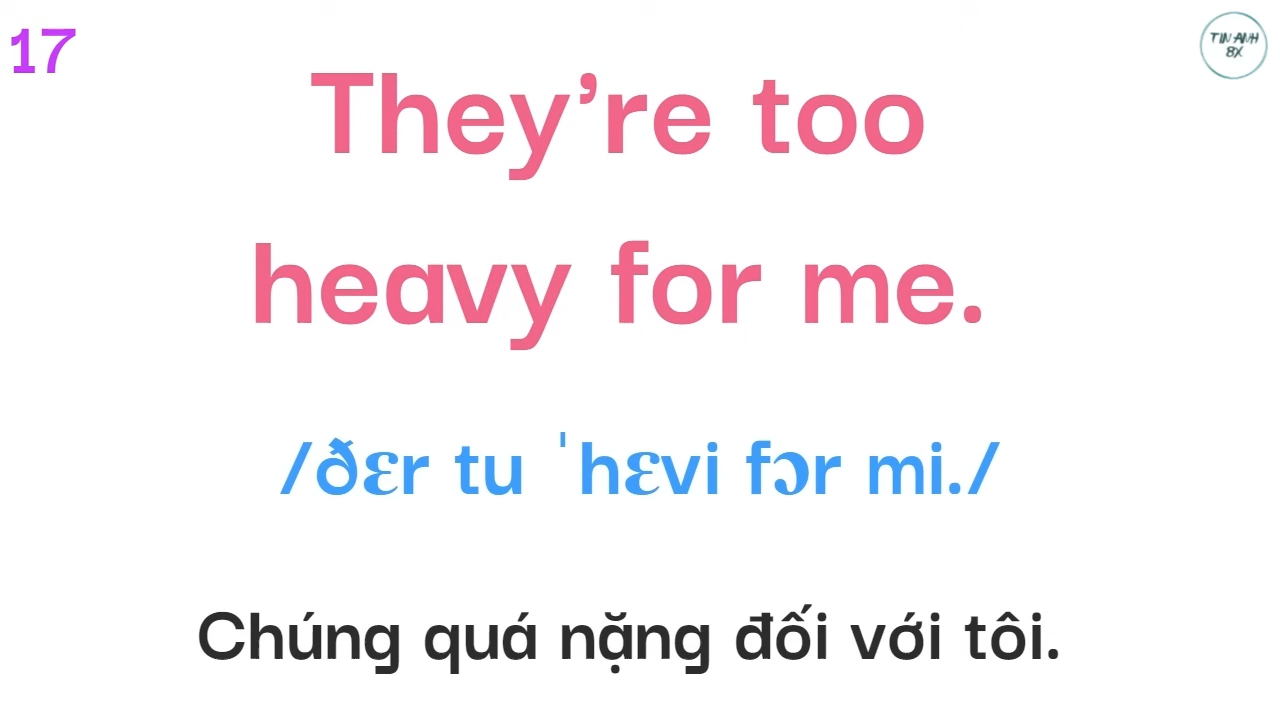 17
TIN ANH
8X
They’re too
heavy for me.
/ðɛr tu ˈhɛvi fɔr mi./
Chúng quá nặng đối với tôi.